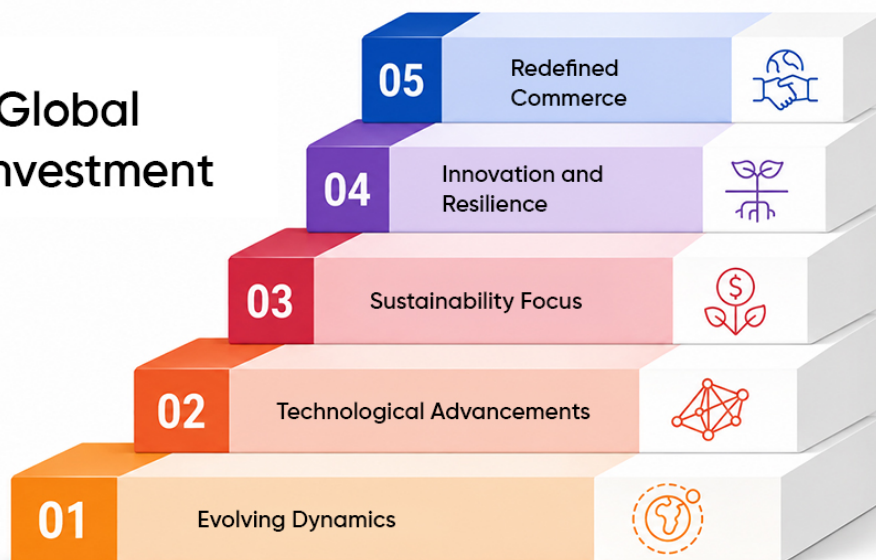 Global
nvestment
05
Redefined
Commerce
04
Innovation and
Resilience
03
Sustainability Focus
$
02
Technological Advancements
01
Evolving Dynamics